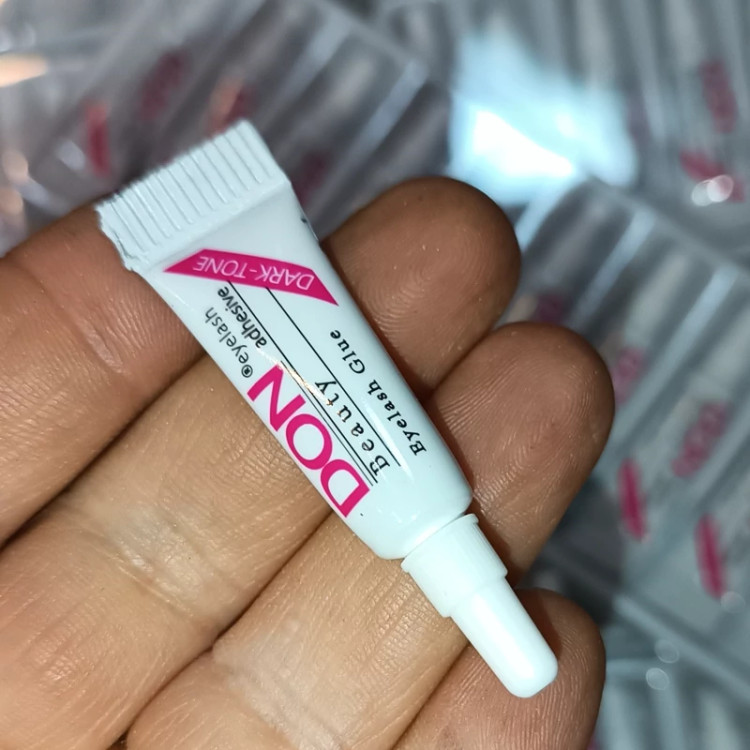 DON® eyelash
adhesive
Beauty
Eyelash Glue
DARK-TONE